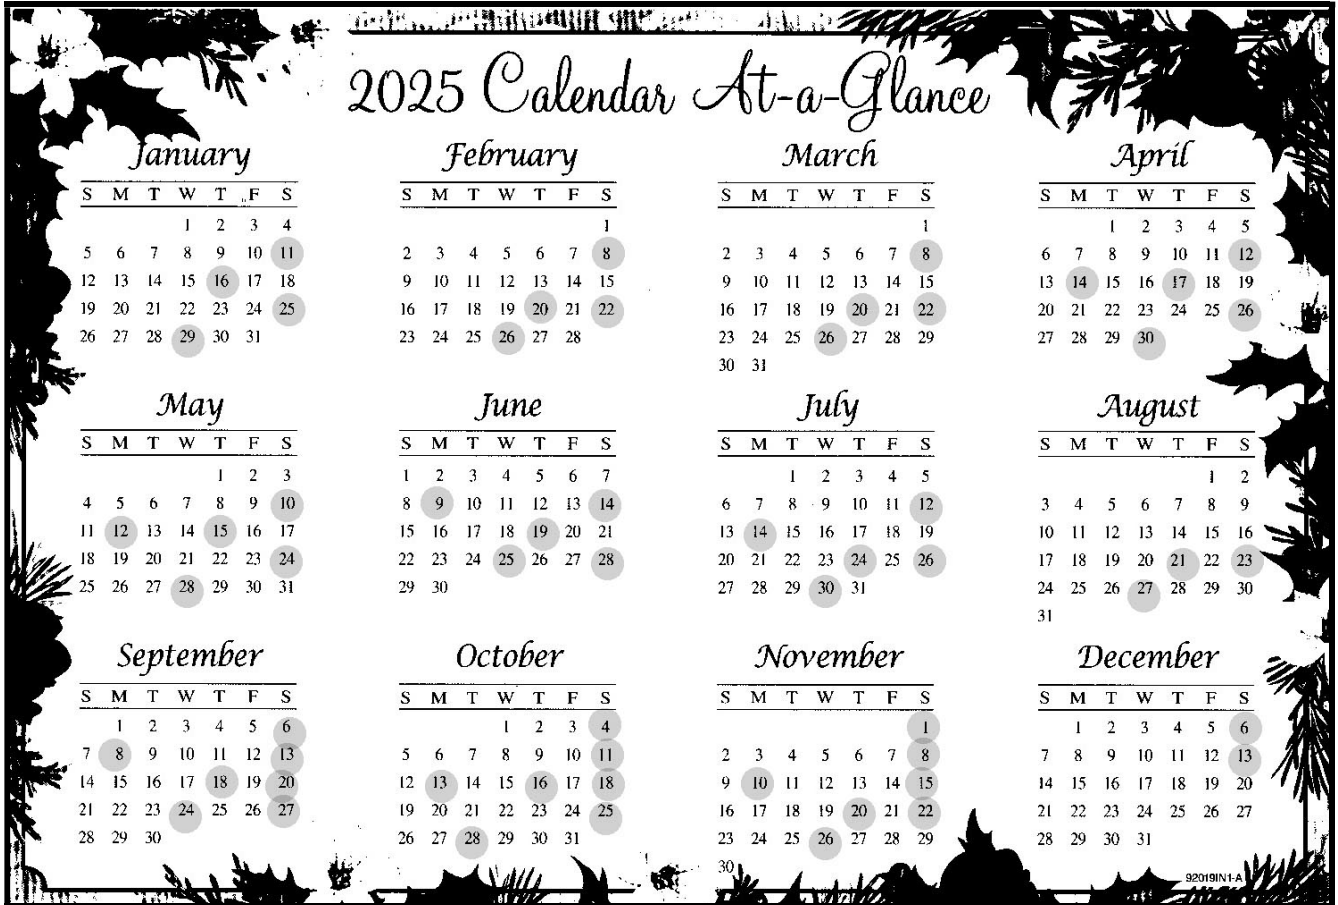 2025 Calendar At-a-Glance
January February March April
S M T W T F S S M T W T F S S M T W T F S S M T W T F S
1 2 3 4 1 1 1 2 3 4 5
5 6 7 8 9 10 11 2 3 4 5 6 7 8 2 3 4 5 6 7 8 6 7 8 9 10 11 12
12 13 14 15 16 17 18 9 10 11 12 13 14 15 9 10 11 12 13 14 15 13 14 15 16 17 18 19
19 20 21 22 23 24 25 16 17 18 19 20 21 22 16 17 18 19 20 21 22 20 21 22 23 24 25 26
26 27 28 29 30 31 23 24 25 26 27 28 23 24 25 26 27 28 29 27 28 29 30
30 31
May June July August
S M T W T F S S M T W T F S S M T W T F S S M T W T F S
1 2 3 1 2 3 4 5 6 7 1 2 3 4 5 1 2
4 5 6 7 8 9 10 8 9 10 11 12 13 14 6 7 8 9 10 11 12 3 4 5 6 7 8 9
11 12 13 14 15 16 17 15 16 17 18 19 20 21 13 14 15 16 17 18 19 10 11 12 13 14 15 16
18 19 20 21 22 23 24 22 23 24 25 26 27 28 20 21 22 23 24 25 26 17 18 19 20 21 22 23
25 26 27 28 29 30 31 29 30 27 28 29 30 31 24 25 26 27 28 29 30
31
September October November December
S M T W T F S S M T W T F S S M T W T F S S M T W T F S
1 2 3 4 5 6 1 2 3 4 1 1 2 3 4 5 6
7 8 9 10 11 12 13 5 6 7 8 9 10 11 2 3 4 5 6 7 8 7 8 9 10 11 12 13
14 15 16 17 18 19 20 12 13 14 15 16 17 18 9 10 11 12 13 14 15 14 15 16 17 18 19 20
21 22 23 24 25 26 27 19 20 21 22 23 24 25 16 17 18 19 20 21 22 21 22 23 24 25 26 27
28 29 30 26 27 28 29 30 31 23 24 25 26 27 28 29 28 29 30 31
30
92019IN1-A